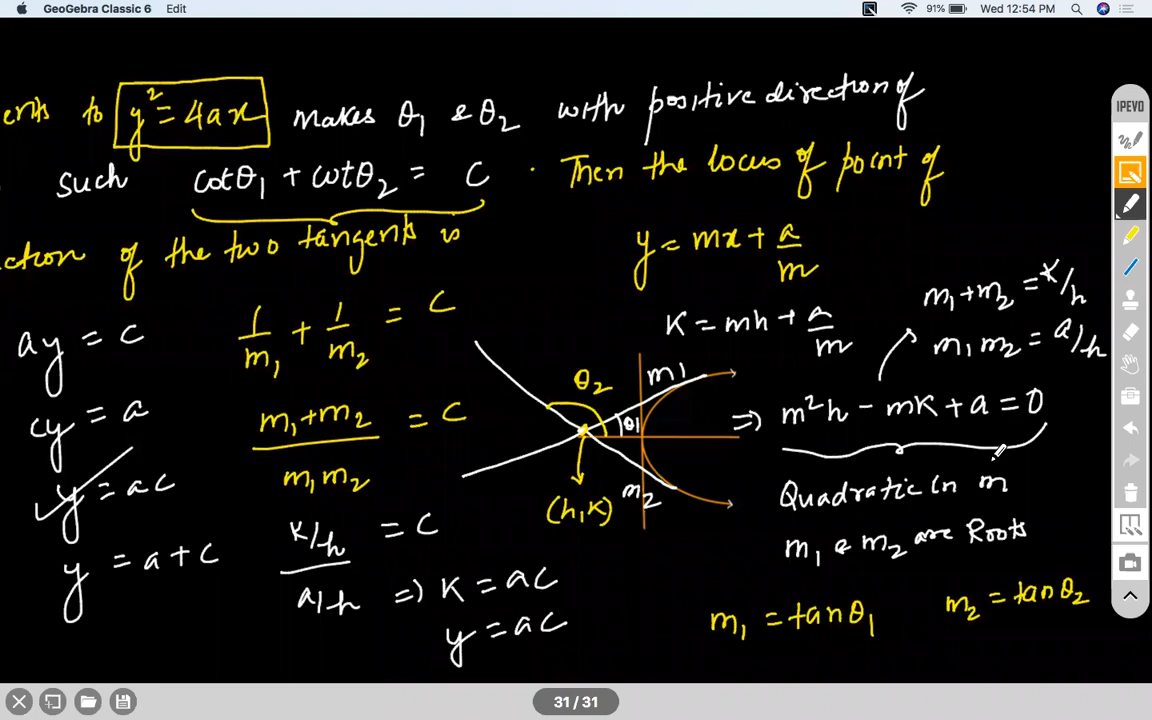 GeoGebra Classic 6 Edit 91% Wed 12:54 PM
ents to y² = 4ax makes θ₁ & θ₂ with positive direction of
such cotθ₁ + cotθ₂ = C . Then the locus of point of
ction of the two tangents is
ay = c
cy = a
y = ac
y = a + c
1/m₁ + 1/m₂ = C
m₁+m₂/m₁m₂ = C
K/h / a/h = C
=) K = ac
y = ac
θ₂
m1
θ1
m₂
(h,K)
y = mx + a/m
K = mh + a/m
m₁+m₂ = K/h
m₁m₂ = a/h
=) m²h - mK + a = 0
Quadratic in m
m₁ & m₂ are Roots
m₁ = tanθ₁ m₂ = tanθ₂
IPEVO
31/31